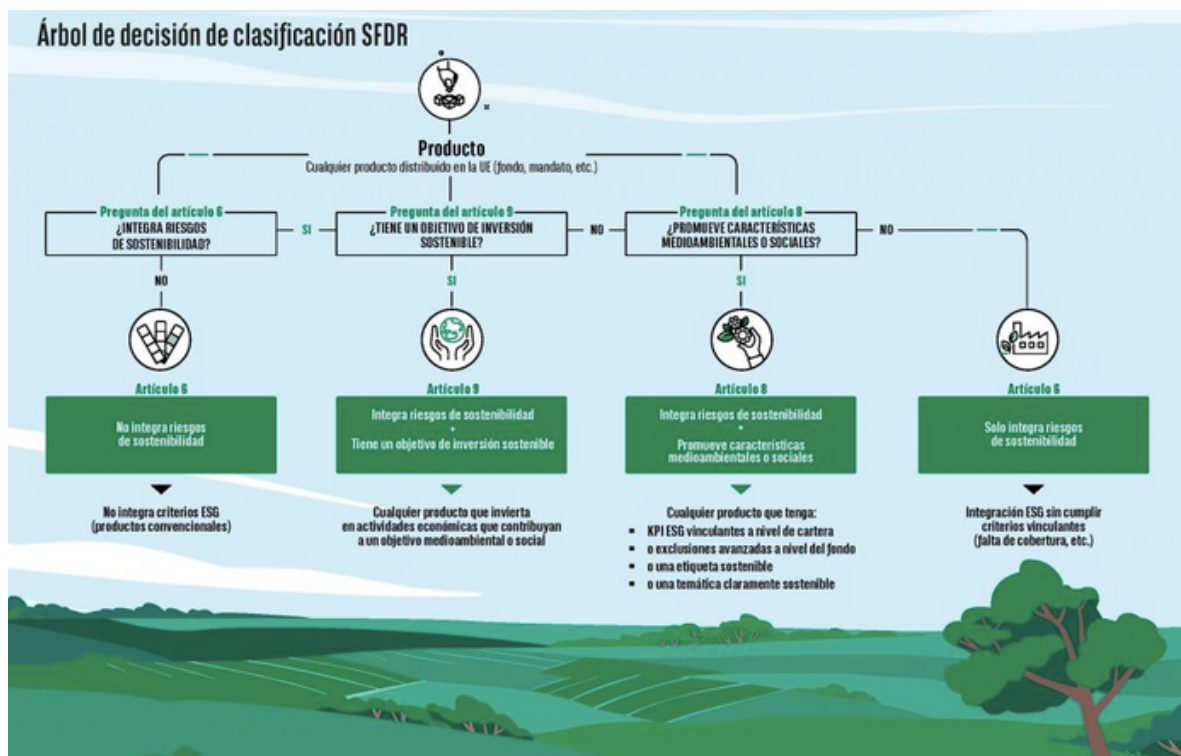 Árbol de decisión de clasificación SFDR
Producto
Cualquier producto distribuido en la UE (fondo, mandato, etc.)
Pregunta del artículo 6
¿INTEGRA RIESGOS
DE SOSTENIBILIDAD?
SI
Pregunta del artículo 9
¿TIENE UN OBJETIVO DE INVERSIÓN
SOSTENIBLE?
NO
Pregunta del artículo 8
¿PROMUEVE CARACTERÍSTICAS
MEDIOAMBIENTALES O SOCIALES?
NO
NO
SI
SI
Artículo 6
No integra riesgos
de sostenibilidad
No integra criterios ESG
(productos convencionales)
Artículo 9
Integra riesgos de sostenibilidad
+
Tiene un objetivo de inversión sostenible
Cualquier producto que invierta
en actividades económicas que contribuyan
a un objetivo medioambiental o social
Artículo 8
Integra riesgos de sostenibilidad
+
Promueve características
medioambientales o sociales
Cualquier producto que tenga:
▪ KPI ESG vinculantes a nivel de cartera
▪ o exclusiones avanzadas a nivel del fondo
▪ o una etiqueta sostenible
▪ o una temática claramente sostenible
Artículo 6
Solo integra riesgos
de sostenibilidad
Integración ESG sin cumplir
criterios vinculantes
(falta de cobertura, etc.)